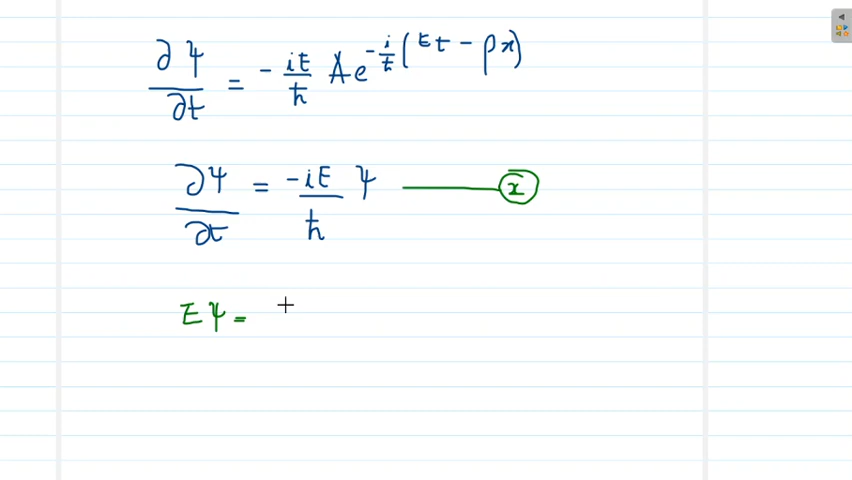 ∂Ψ/∂t = -iE/ħ Ae^{-i/ħ(Et - px)}
∂Ψ/∂t = -iE/ħ Ψ ——— (x)
EΨ =